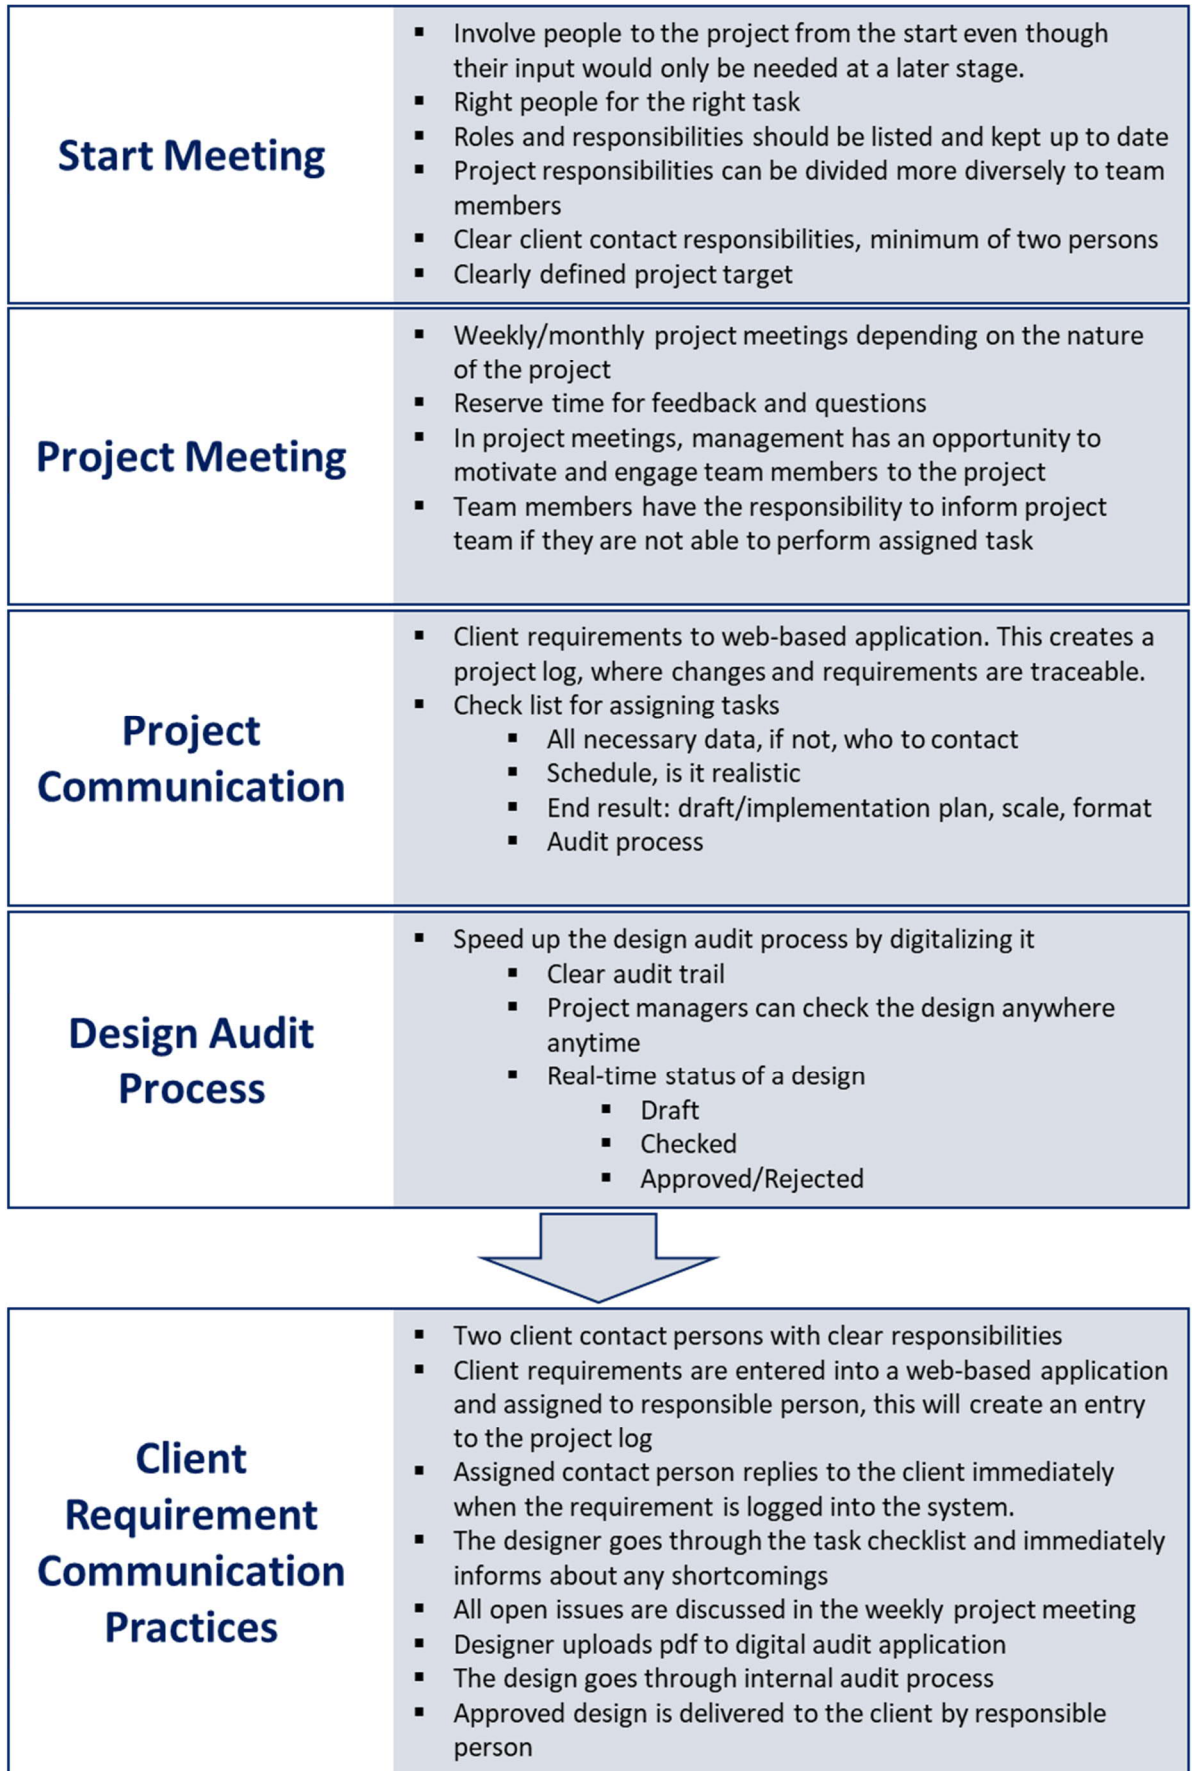 Start Meeting
▪ Involve people to the project from the start even though
their input would only be needed at a later stage.
▪ Right people for the right task
▪ Roles and responsibilities should be listed and kept up to date
▪ Project responsibilities can be divided more diversely to team
members
▪ Clear client contact responsibilities, minimum of two persons
▪ Clearly defined project target
Project Meeting
▪ Weekly/monthly project meetings depending on the nature
of the project
▪ Reserve time for feedback and questions
▪ In project meetings, management has an opportunity to
motivate and engage team members to the project
▪ Team members have the responsibility to inform project
team if they are not able to perform assigned task
Project
Communication
▪ Client requirements to web-based application. This creates a
project log, where changes and requirements are traceable.
▪ Check list for assigning tasks
▪ All necessary data, if not, who to contact
▪ Schedule, is it realistic
▪ End result: draft/implementation plan, scale, format
▪ Audit process
Design Audit
Process
▪ Speed up the design audit process by digitalizing it
▪ Clear audit trail
▪ Project managers can check the design anywhere
anytime
▪ Real-time status of a design
▪ Draft
▪ Checked
▪ Approved/Rejected
Client
Requirement
Communication
Practices
▪ Two client contact persons with clear responsibilities
▪ Client requirements are entered into a web-based application
and assigned to responsible person, this will create an entry
to the project log
▪ Assigned contact person replies to the client immediately
when the requirement is logged into the system.
▪ The designer goes through the task checklist and immediately
informs about any shortcomings
▪ All open issues are discussed in the weekly project meeting
▪ Designer uploads pdf to digital audit application
▪ The design goes through internal audit process
▪ Approved design is delivered to the client by responsible
person